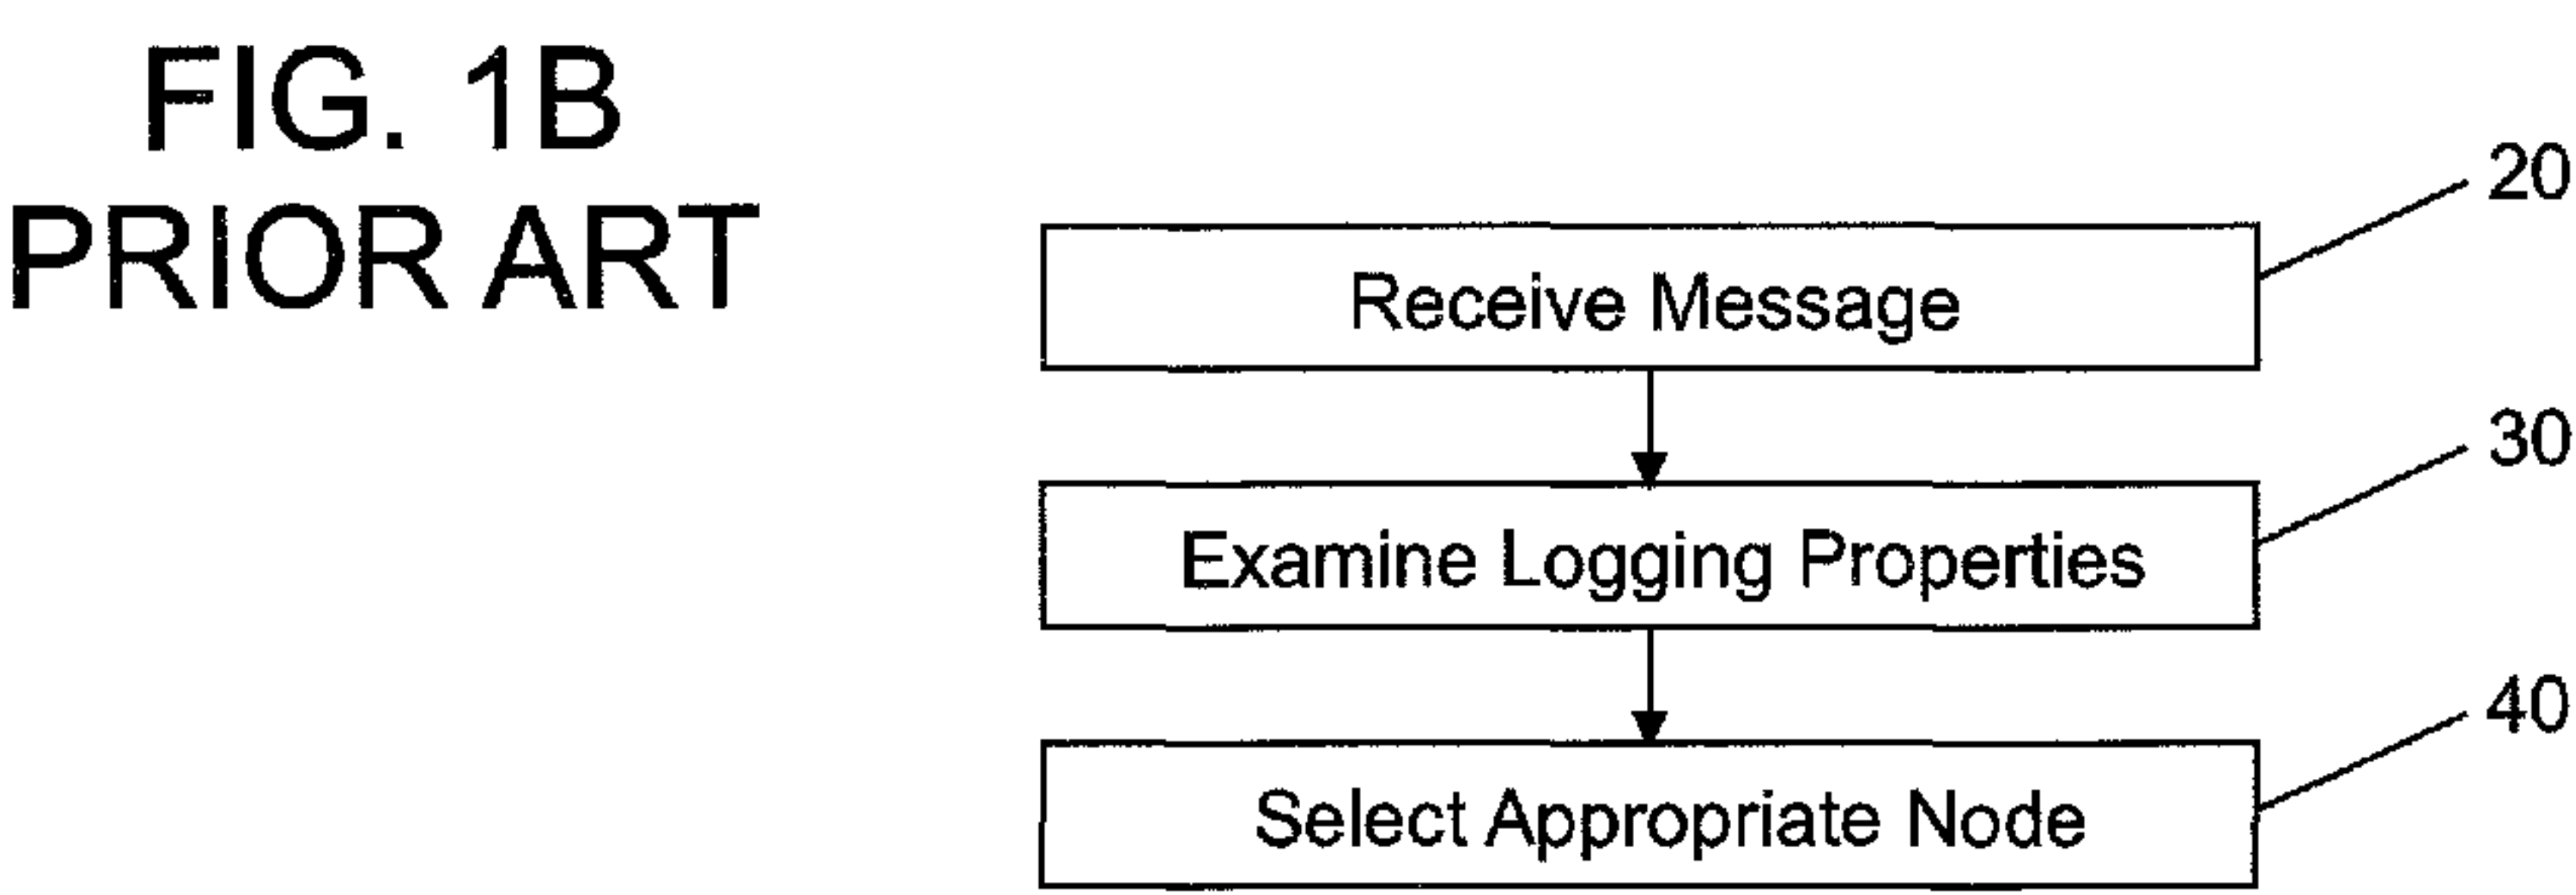 FIG. 1B
PRIOR ART
20
Receive Message
30
Examine Logging Properties
40
Select Appropriate Node